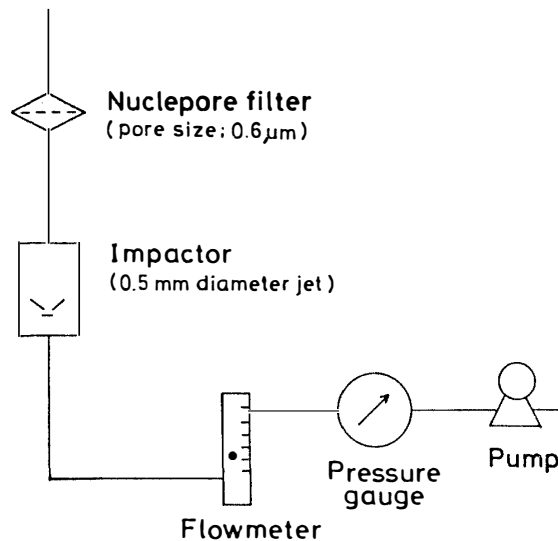 Nuclepore filter
(pore size; 0.6μm)
Impactor
(0.5 mm diameter jet)
Pressure
gauge
Pump
Flowmeter